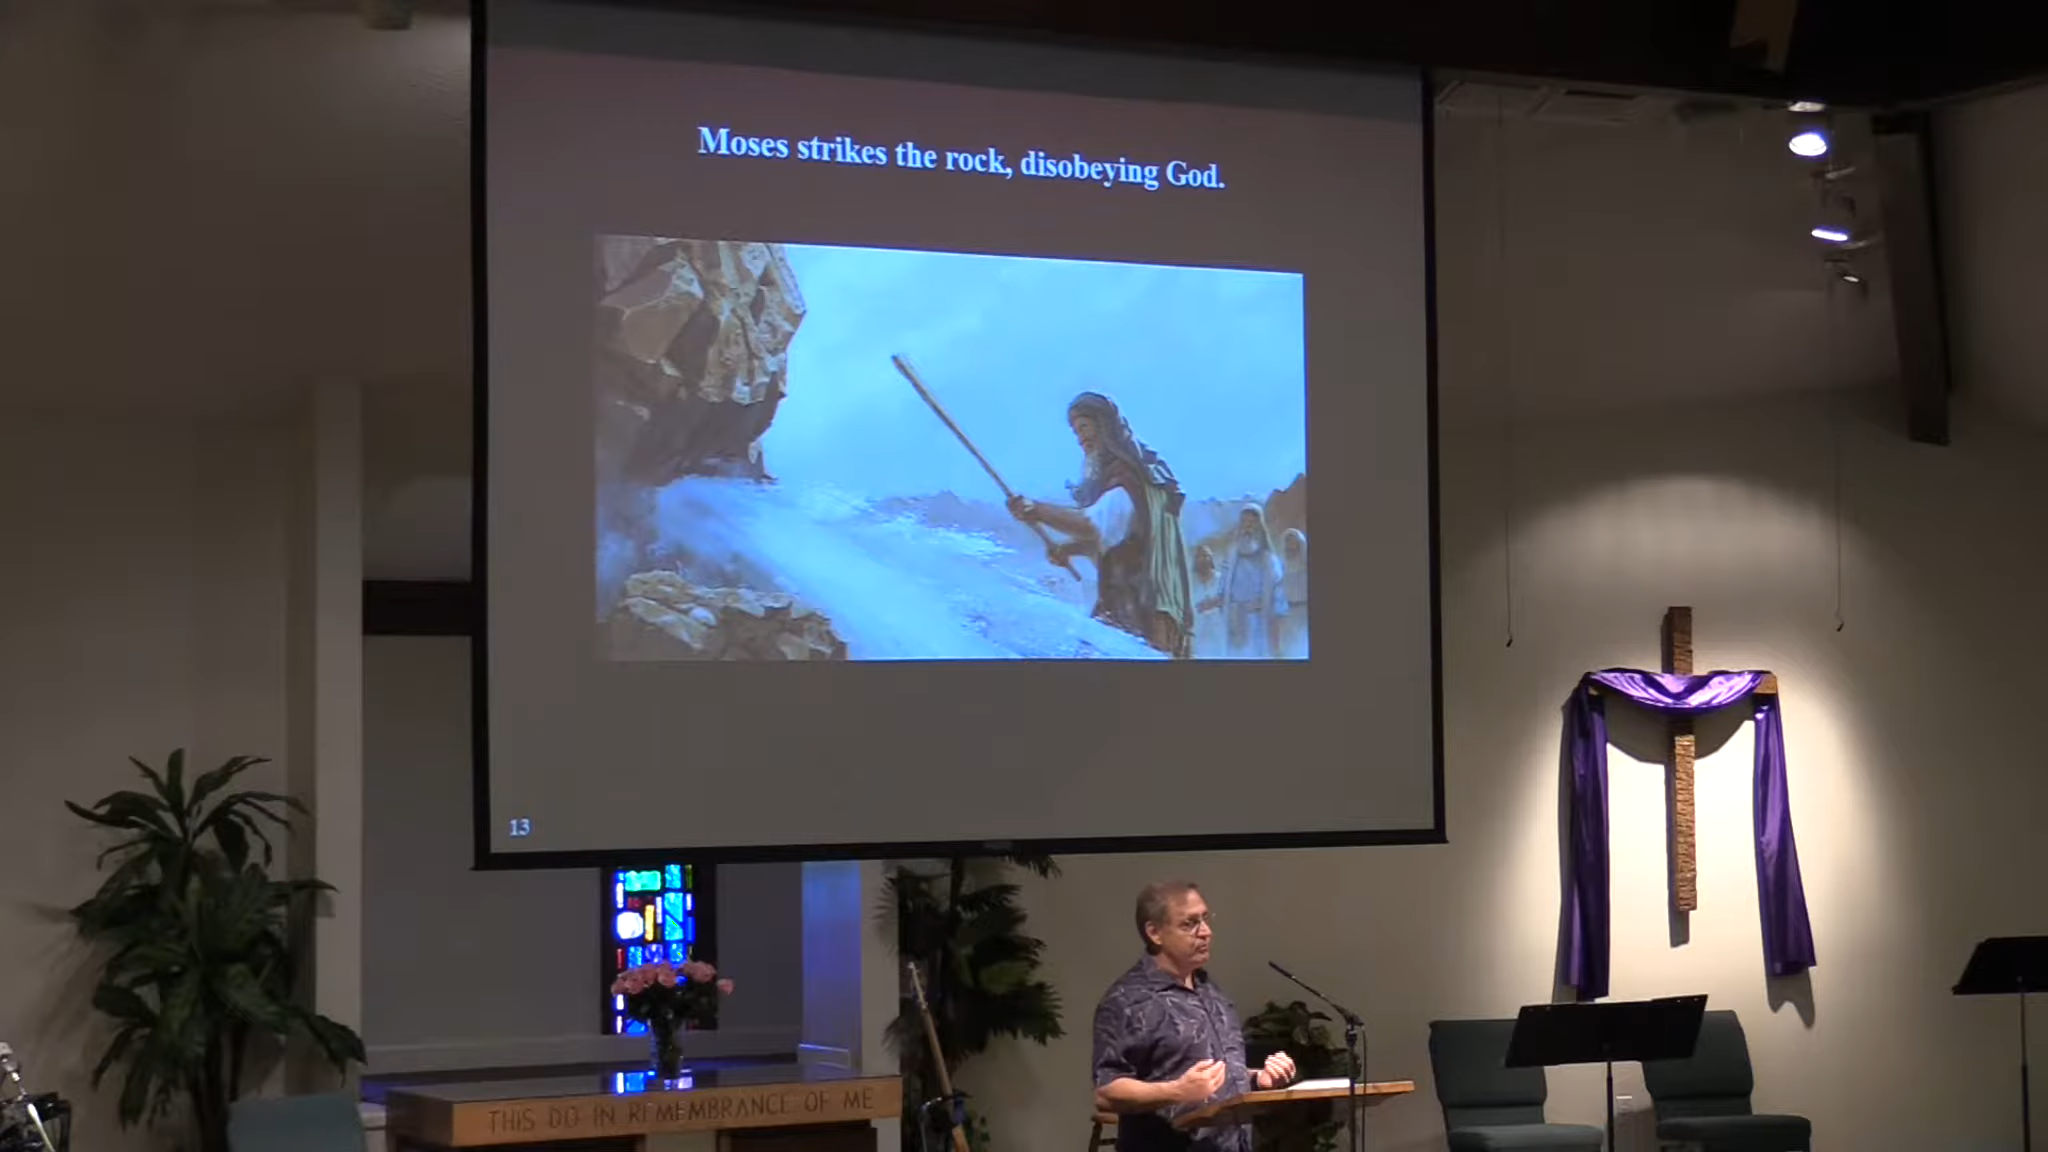 Moses strikes the rock, disobeying God.
13
THIS DO IN REMEMBRANCE OF ME